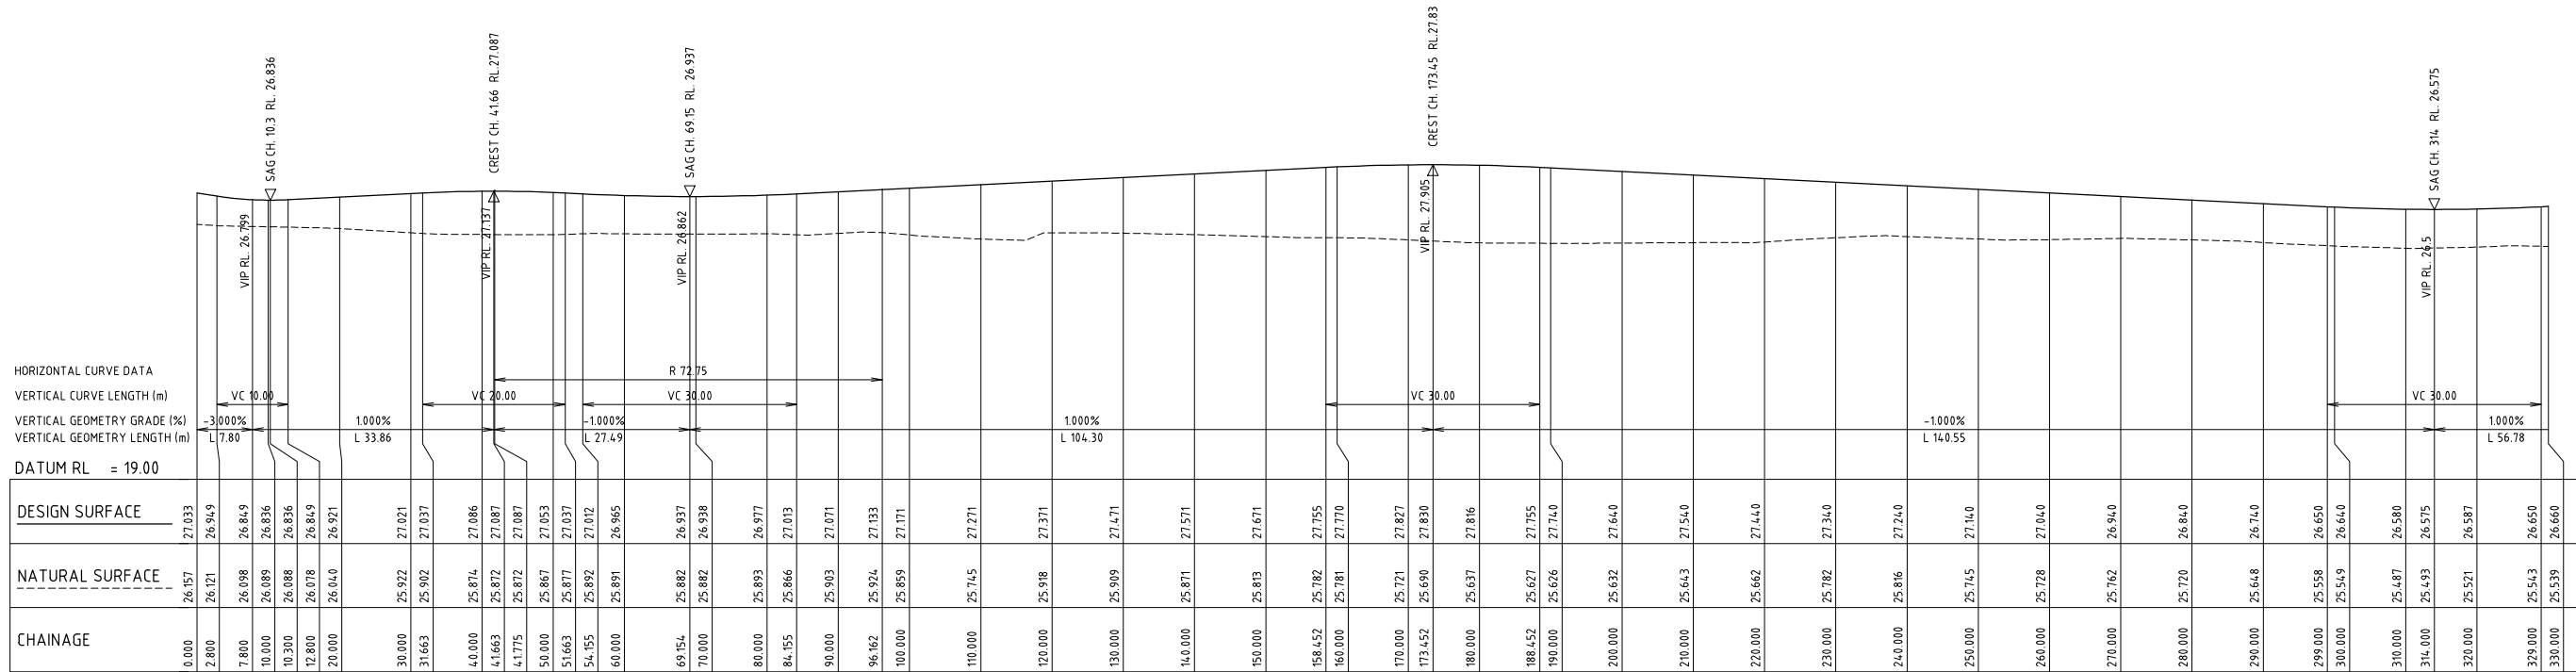 SAG CH. 10.3 RL. 26.836
CREST CH. 41.66 RL.27.087
SAG CH. 69.15 RL. 26.937
CREST CH. 173.45 RL.27.83
SAG CH. 314 RL. 26.575
VIP RL. 26.799
VIP RL. 27.137
VIP RL. 26.862
VIP RL. 27.905
VIP RL. 26.5
HORIZONTAL CURVE DATA R 72.75
VERTICAL CURVE LENGTH (m) VC 10.00 VC 20.00 VC 30.00 VC 30.00 VC 30.00
VERTICAL GEOMETRY GRADE (%) -3.000% 1.000% -1.000% 1.000% -1.000% 1.000%
VERTICAL GEOMETRY LENGTH (m) L 7.80 L 33.86 L 27.49 L 104.30 L 140.55 L 56.78
DATUM RL = 19.00
DESIGN SURFACE 27.033 26.949 26.849 26.836 26.836 26.849 26.921 27.021 27.037 27.086 27.087 27.087 27.053 27.037 27.012 26.965 26.937 26.938 26.977 27.013 27.071 27.133 27.171 27.271 27.371 27.471 27.571 27.671 27.755 27.770 27.827 27.830 27.816 27.755 27.740 27.640 27.540 27.440 27.340 27.240 27.140 27.040 26.940 26.840 26.740 26.650 26.640 26.580 26.575 26.587 26.650 26.660
NATURAL SURFACE 26.157 26.121 26.098 26.089 26.088 26.078 26.040 25.922 25.902 25.874 25.872 25.872 25.867 25.877 25.892 25.891 25.882 25.882 25.893 25.866 25.903 25.924 25.859 25.745 25.918 25.909 25.871 25.813 25.782 25.781 25.721 25.690 25.637 25.627 25.626 25.632 25.643 25.662 25.782 25.816 25.745 25.728 25.762 25.720 25.648 25.558 25.549 25.487 25.493 25.521 25.543 25.539
CHAINAGE 0.000 2.800 7.800 10.000 10.300 12.800 20.000 30.000 31.663 40.000 41.663 41.775 50.000 51.663 54.155 60.000 69.154 70.000 80.000 84.155 90.000 96.162 100.000 110.000 120.000 130.000 140.000 150.000 158.452 160.000 170.000 173.452 180.000 188.452 190.000 200.000 210.000 220.000 230.000 240.000 250.000 260.000 270.000 280.000 290.000 299.000 300.000 310.000 314.000 320.000 329.000 330.000